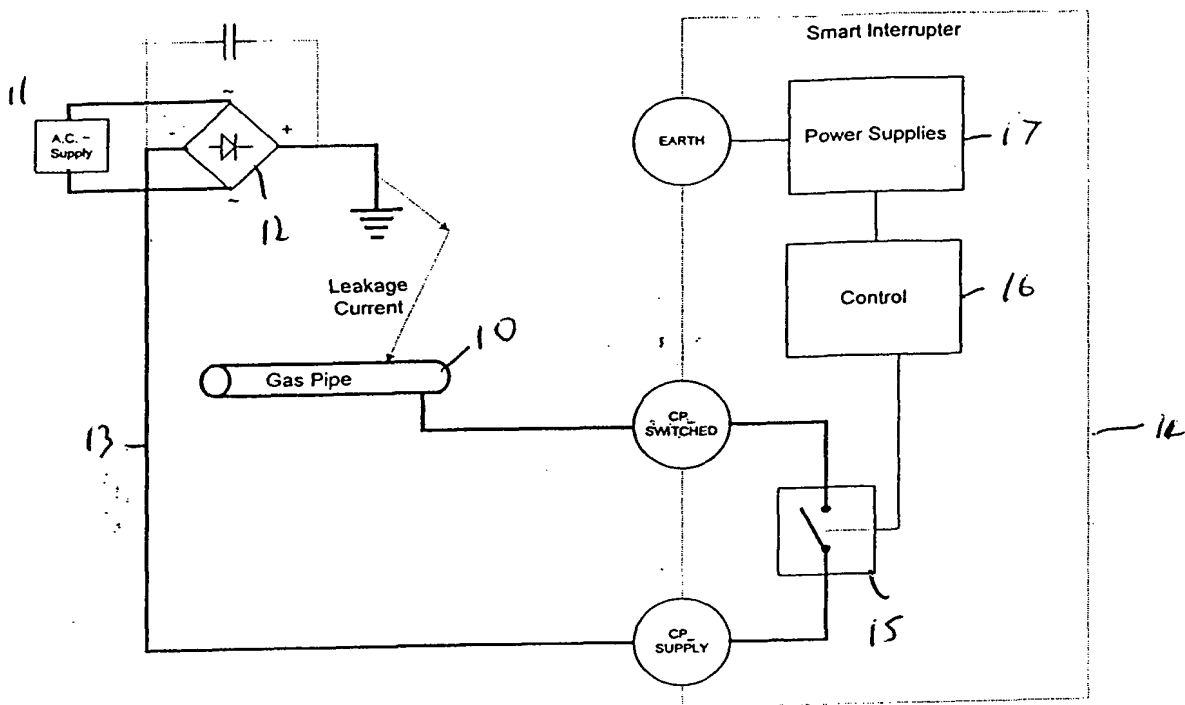 Smart Interrupter
11
~
A.C. ~
Supply
-
+
~
12
EARTH
Power Supplies
17
Leakage
Current
Control
16
10
Gas Pipe
CP_
SWITCHED
13
15
CP_
SUPPLY